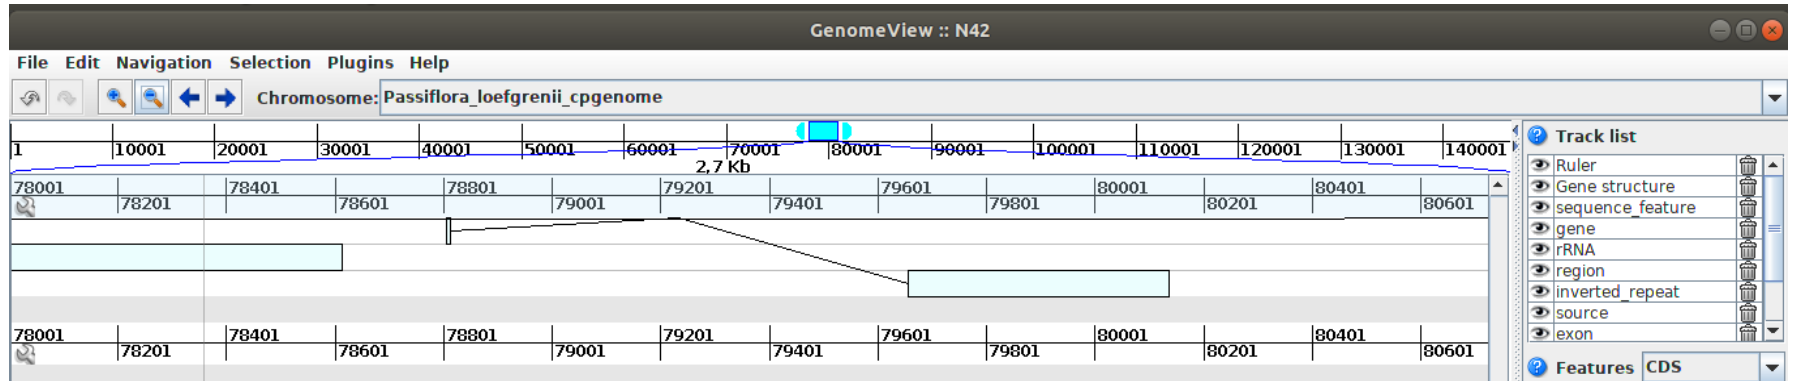 GenomeView :: N42
File Edit Navigation Selection Plugins Help
Chromosome: Passiflora_loefgrenii_cpgenome
1 10001 20001 30001 40001 50001 60001 70001 80001 90001 100001 110001 120001 130001 140001
2,7 Kb
78001 78401 78801 79201 79601 80001 80401
78201 78601 79001 79401 79801 80201 80601
78001 78401 78801 79201 79601 80001 80401
78201 78601 79001 79401 79801 80201 80601
Track list
Ruler
Gene structure
sequence_feature
gene
rRNA
region
inverted_repeat
source
exon
Features CDS